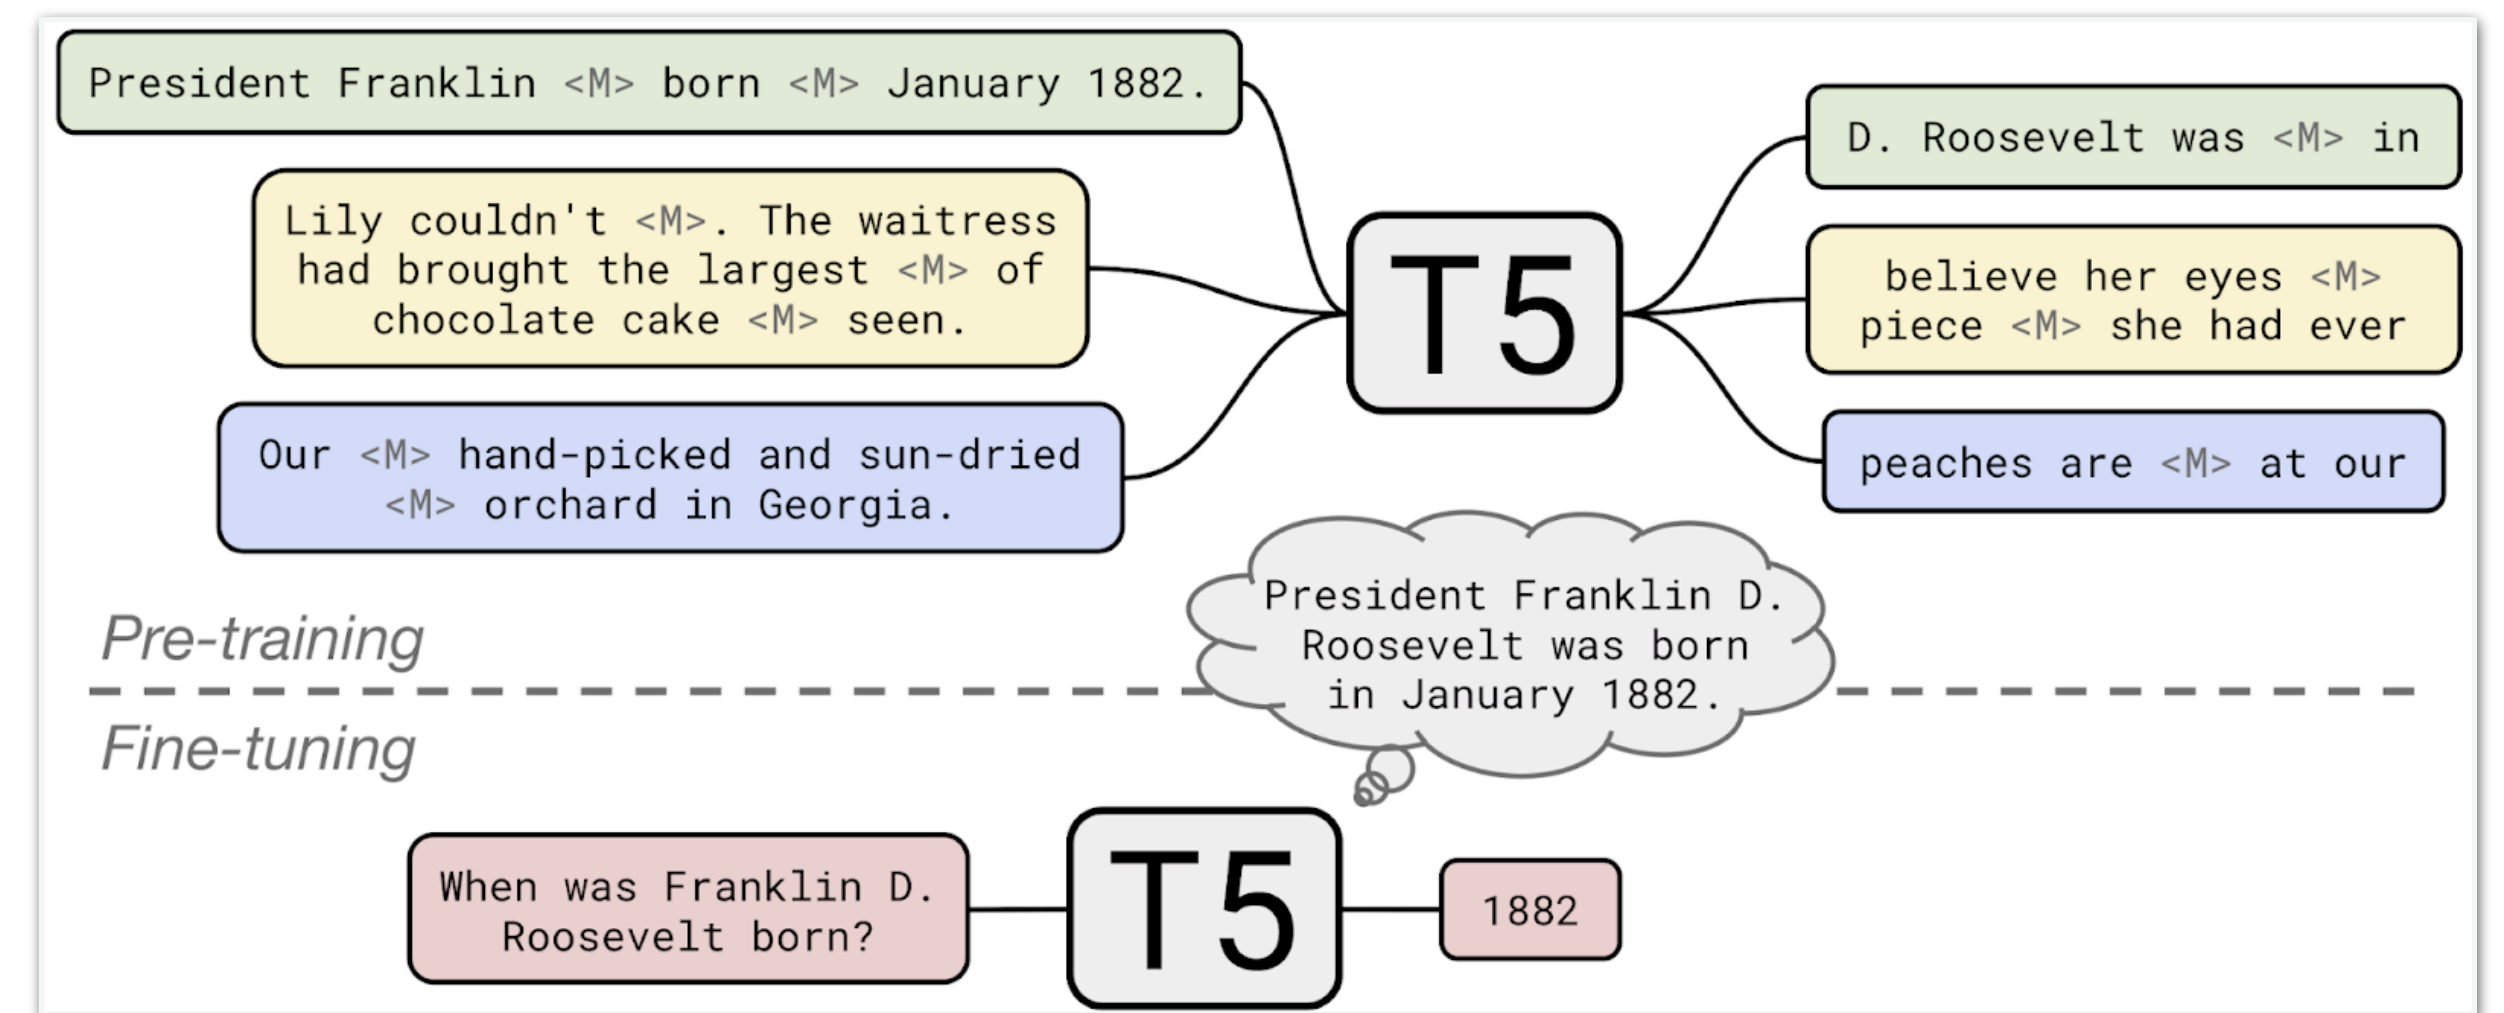 President Franklin <M> born <M> January 1882.
Lily couldn't <M>. The waitress
had brought the largest <M> of
chocolate cake <M> seen.
Our <M> hand-picked and sun-dried
<M> orchard in Georgia.
T5
D. Roosevelt was <M> in
believe her eyes <M>
piece <M> she had ever
peaches are <M> at our
Pre-training
President Franklin D.
Roosevelt was born
in January 1882.
Fine-tuning
When was Franklin D.
Roosevelt born?
T5
1882